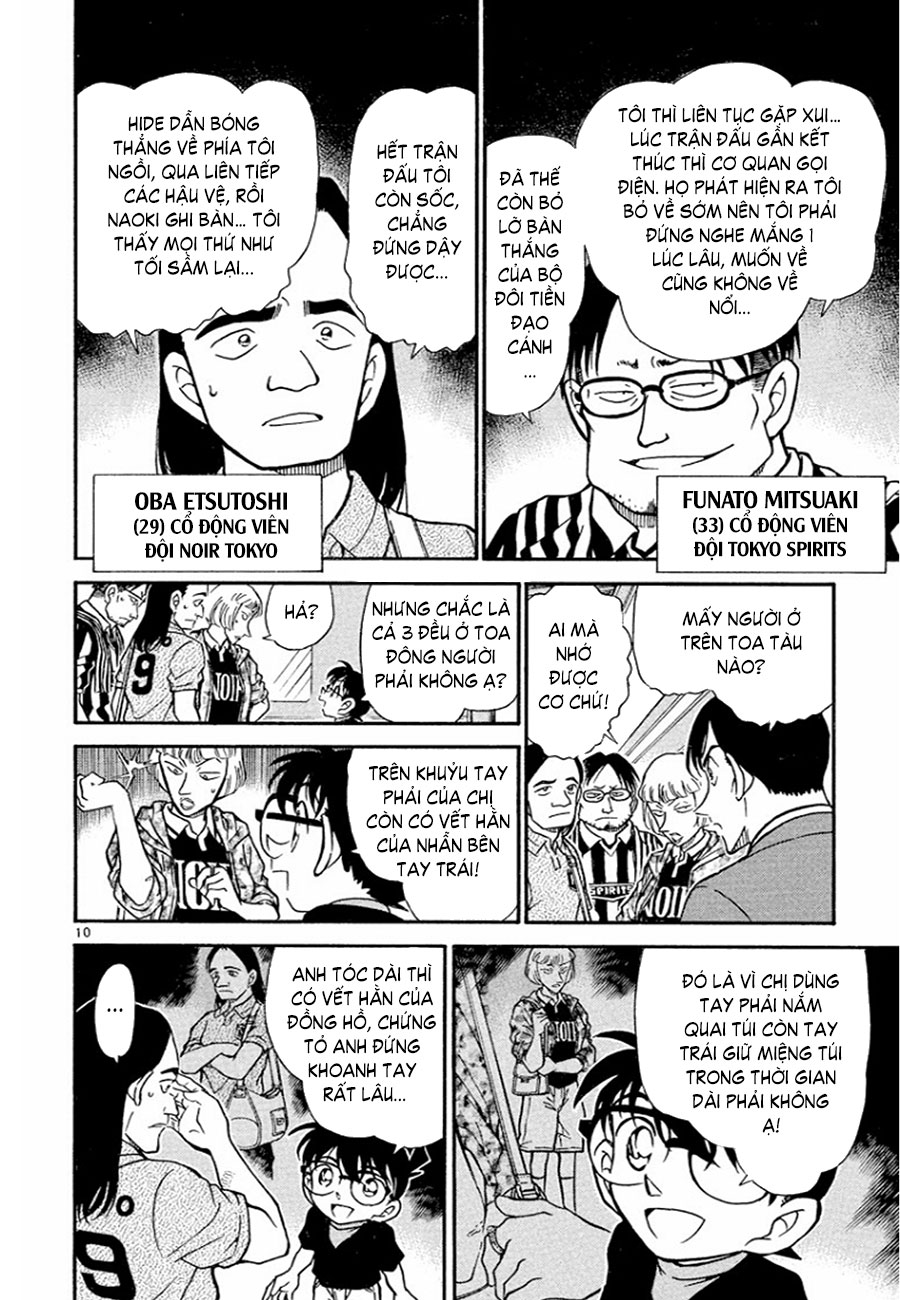 TÔI THÌ LIÊN TỤC GẶP XUI...
LÚC TRẬN ĐẤU GẦN KẾT
THÚC THÌ CƠ QUAN GỌI
ĐIỆN. HỌ PHÁT HIỆN RA TÔI
BỎ VỀ SỚM NÊN TÔI PHẢI
ĐỨNG NGHE MẮNG 1
LÚC LÂU, MUỐN VỀ
CŨNG KHÔNG VỀ
NỔI...
ĐÃ THẾ
CÒN BỎ
LỠ BÀN
THẮNG
CỦA BỘ
ĐÔI TIỀN
ĐẠO
CÁNH
...
FUNATO MITSUAKI
(33) CỔ ĐỘNG VIÊN
ĐỘI TOKYO SPIRITS
HẾT TRẬN
ĐẤU TÔI
CÒN SỐC,
CHẲNG
ĐỨNG DẬY
ĐƯỢC...
HIDE DẪN BÓNG
THẲNG VỀ PHÍA TÔI
NGỒI, QUA LIÊN TIẾP
CÁC HẬU VỆ, RỒI
NAOKI GHI BÀN... TÔI
THẤY MỌI THỨ NHƯ
TỐI SẦM LẠI...
OBA ETSUTOSHI
(29) CỔ ĐỘNG VIÊN
ĐỘI NOIR TOKYO
MẤY NGƯỜI Ở
TRÊN TOA TÀU
NÀO?
AI MÀ
NHỚ
ĐƯỢC
CƠ CHỨ!
SPIRITS
NOIR
NHƯNG CHẮC LÀ
CẢ 3 ĐỀU Ở TOA
ĐÔNG NGƯỜI
PHẢI KHÔNG Ạ?
HẢ?
9
NOIR
TRÊN KHUỶU TAY
PHẢI CỦA CHỊ
CÒN CÓ VẾT HẰN
CỦA NHẪN BÊN
TAY TRÁI!
10
ĐÓ LÀ VÌ CHỊ DÙNG
TAY PHẢI NẮM
QUAI TÚI CÒN TAY
TRÁI GIỮ MIỆNG TÚI
TRONG THỜI GIAN
DÀI PHẢI KHÔNG
Ạ!
ANH TÓC DÀI THÌ
CÓ VẾT HẰN CỦA
ĐỒNG HỒ, CHỨNG
TỎ ANH ĐỨNG
KHOANH TAY
RẤT LÂU...
...
9